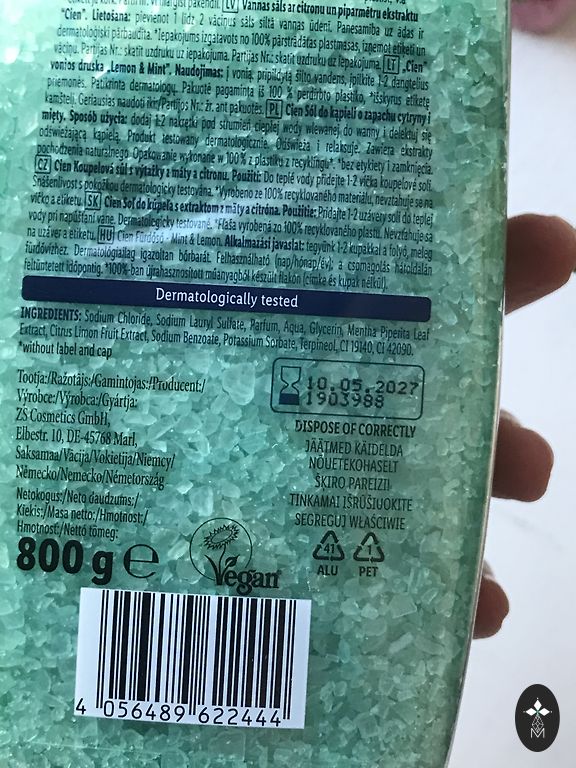 LV Vannas sāls ar citronu un piparmētru ekstraktu
"Cien". Lietošana: pievienot 1 līdz 2 vāciņus sāls siltā vannas ūdenī. Panesamība uz ādas ir
dermatoloģiski pārbaudīta. *Iepakojums izgatavots no 100% pārstrādātas plastmasas, izņemot etiķeti un
vāciņu. Partijas Nr.: skatīt uzdruku uz iepakojuma. LT „Cien"
vonios druska „Lemon & Mint". Naudojimas: į vonią, pripildytą šilto vandens, įpilkite 1-2 dangtelius
priemonės. Patikrinta dermatologų. Pakuotė pagaminta iš 100 % perdirbto plastiko, *išskyrus etiketę
kamštelį. Geriausias naudoti iki:/Partijos Nr.: žr. ant pakuotės. PL Cien Sól do kąpieli o zapachu cytryny i
mięty. Sposób użycia: dodaj 1-2 nakrętki pod strumień ciepłej wody wlewanej do wanny i delektuj się
odświeżającą kąpielą. Produkt testowany dermatologicznie. Odświeża i relaksuje. Zawiera ekstrakty
pochodzenia naturalnego. Opakowanie wykonane w 100 % z plastiku z recyklingu*. *bez etykiety i zamknięcia.
CZ Cien Koupelová sůl s výtažky z máty a citronu. Použití: Do teplé vody přidejte 1-2 víčka koupelové soli.
Snášenlivost s pokožkou dermatologicky testována. *Vyrobeno ze 100% recyklovaného materiálu, nevztahuje se na
víčko a etiketu. SK Cien Soľ do kúpeľa s extraktom z máty a citróna. Použitie: Pridajte 1-2 uzávery soli do teplej
vody pri napúšťaní vane. Dermatologicky testované. *Fľaša vyrobená zo 100% recyklovaného plastu. Nevzťahuje sa
na uzáver a etiketu. HU Cien Fürdősó - Mint & Lemon. Alkalmazási javaslat: tegyünk 1-2 kupakkal a folyó, meleg
fürdővízhez. Dermatológiailag igazoltan bőrbarát. Felhasználható (nap/hónap/év): a csomagolás hátoldalán
feltüntetett időpontig. *100%-ban újrahasznosított műanyagból készült flakon (címke és kupak nélkül).
Dermatologically tested
INGREDIENTS: Sodium Chloride, Sodium Lauryl Sulfate, Parfum, Aqua, Glycerin, Mentha Piperita Leaf
Extract, Citrus Limon Fruit Extract, Sodium Benzoate, Potassium Sorbate, Terpineol, CI 19140, CI 42090.
*without label and cap
Tootja:/Ražotājs:/Gamintojas:/Producent:/
Výrobce:/Výrobca:/Gyártja:
ZS Cosmetics GmbH,
Elbestr. 10, DE-45768 Marl,
Saksamaa/Vācija/Vokietija/Niemcy/
Německo/Nemecko/Németország
Netokogus:/Neto daudzums:/
Kiekis:/Masa netto:/Hmotnost:/
Hmotnosť:/Nettó tömeg:
800 g e
10.05.2027
1903988
DISPOSE OF CORRECTLY
JÄÄTMED KÄIDELDA
NÕUETEKOHASELT
ŠĶIRO PAREIZI!
TINKAMAI IŠRŪŠIUOKITE
SEGREGUJ WŁAŚCIWIE
41 1
ALU PET
Vegan
4 056489 622444
M